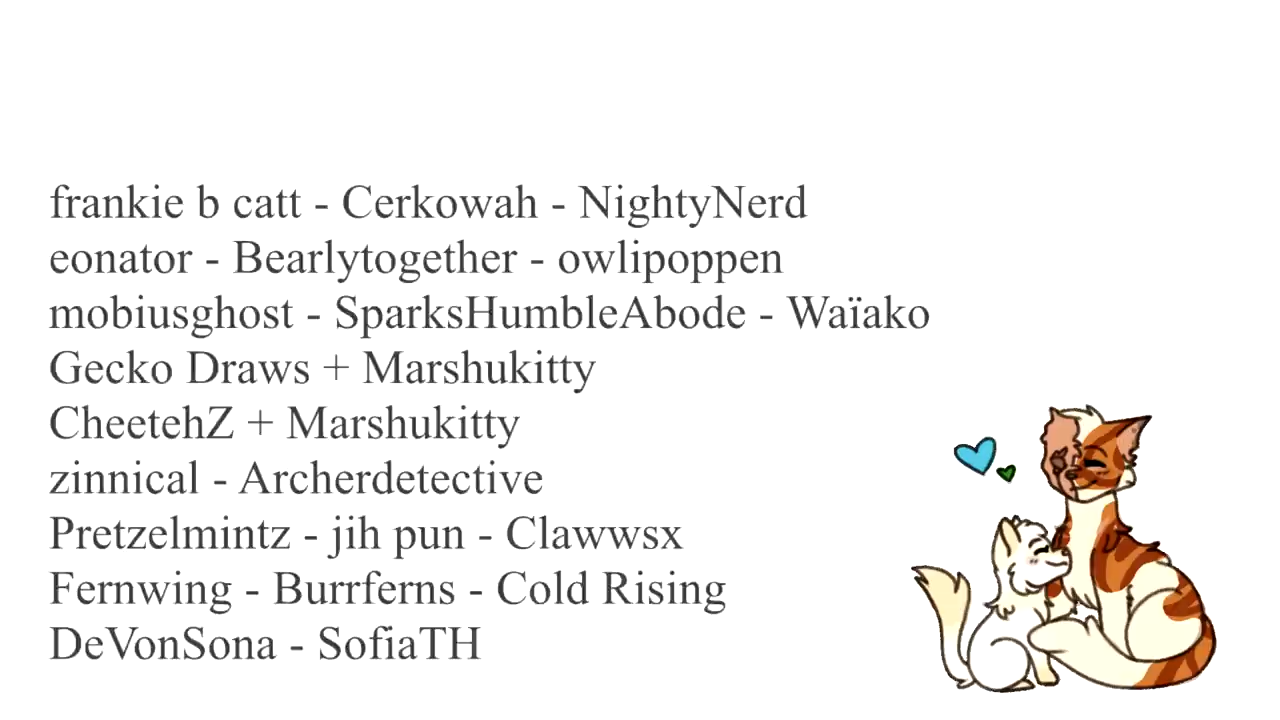 frankie b catt - Cerkowah - NightyNerd
eonator - Bearlytogether - owlipoppen
mobiusghost - SparksHumbleAbode - Waïako
Gecko Draws + Marshukitty
CheetehZ + Marshukitty
zinnical - Archerdetective
Pretzelmintz - jih pun - Clawwsx
Fernwing - Burrferns - Cold Rising
DeVonSona - SofiaTH